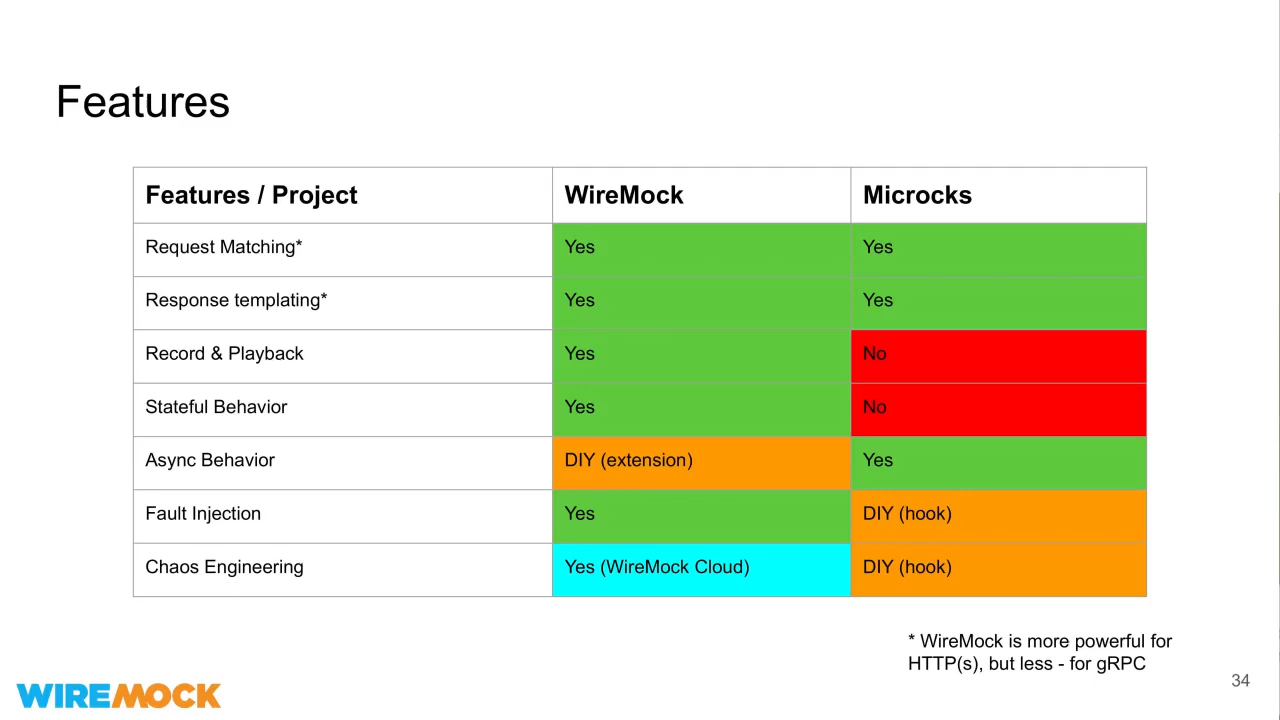 Features
Features / Project WireMock Microcks
Request Matching* Yes Yes
Response templating* Yes Yes
Record & Playback Yes No
Stateful Behavior Yes No
Async Behavior DIY (extension) Yes
Fault Injection Yes DIY (hook)
Chaos Engineering Yes (WireMock Cloud) DIY (hook)
* WireMock is more powerful for
HTTP(s), but less - for gRPC
WIREMOCK
34